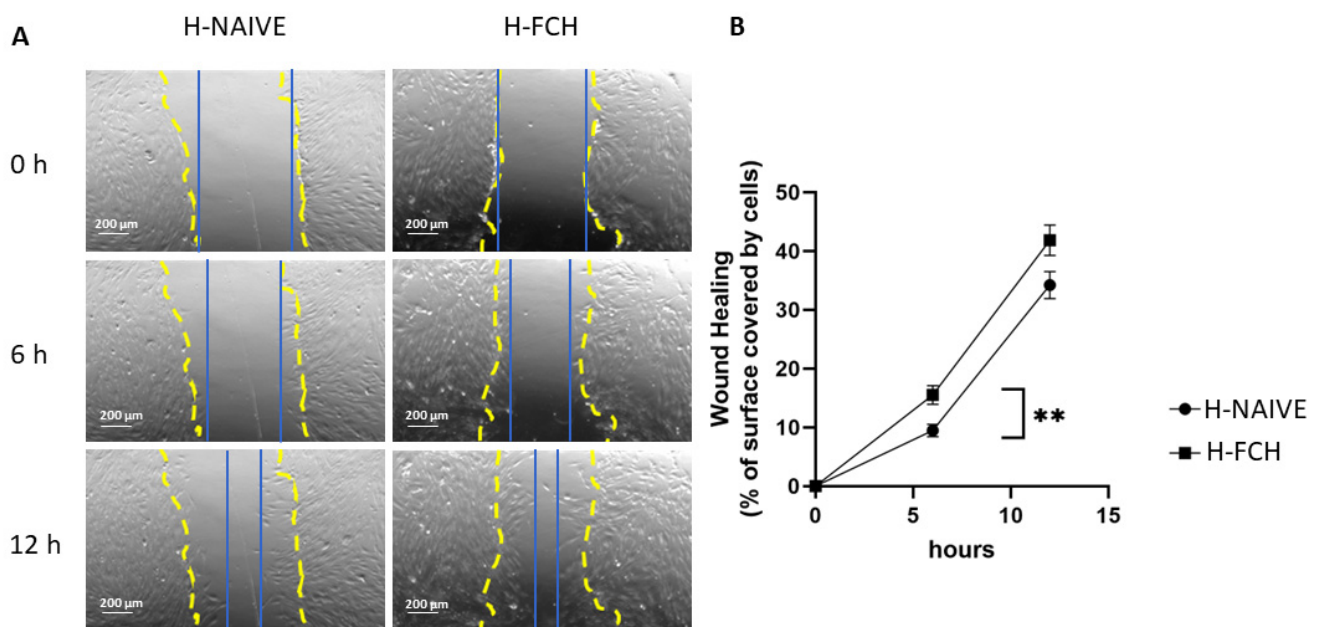 A
H-NAIVE
H-FCH
0 h
200 µm
200 µm
6 h
200 µm
200 µm
12 h
200 µm
200 µm
B
Wound Healing
(% of surface covered by cells)
50
40
30
20
10
0
0
5
10
15
hours
**
H-NAIVE
H-FCH